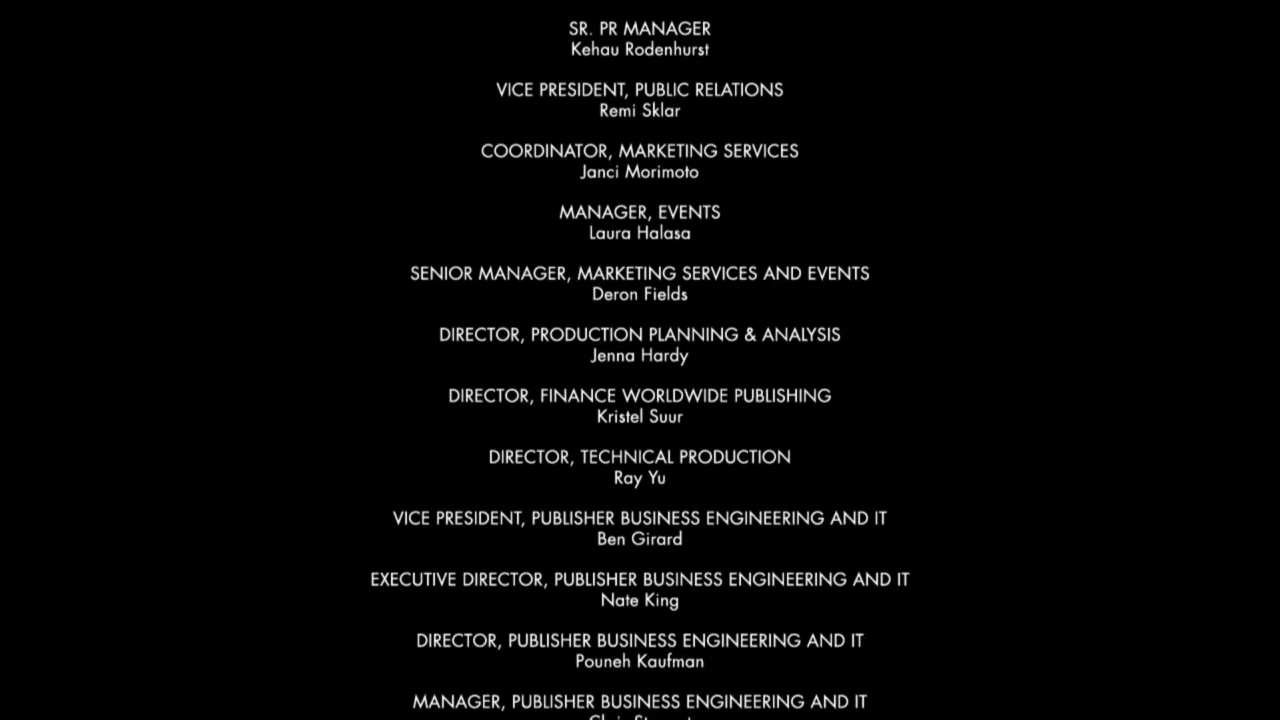 SR. PR MANAGER
Kehau Rodenhurst
VICE PRESIDENT, PUBLIC RELATIONS
Remi Sklar
COORDINATOR, MARKETING SERVICES
Janci Morimoto
MANAGER, EVENTS
Laura Halasa
SENIOR MANAGER, MARKETING SERVICES AND EVENTS
Deron Fields
DIRECTOR, PRODUCTION PLANNING & ANALYSIS
Jenna Hardy
DIRECTOR, FINANCE WORLDWIDE PUBLISHING
Kristel Suur
DIRECTOR, TECHNICAL PRODUCTION
Ray Yu
VICE PRESIDENT, PUBLISHER BUSINESS ENGINEERING AND IT
Ben Girard
EXECUTIVE DIRECTOR, PUBLISHER BUSINESS ENGINEERING AND IT
Nate King
DIRECTOR, PUBLISHER BUSINESS ENGINEERING AND IT
Pouneh Kaufman
MANAGER, PUBLISHER BUSINESS ENGINEERING AND IT